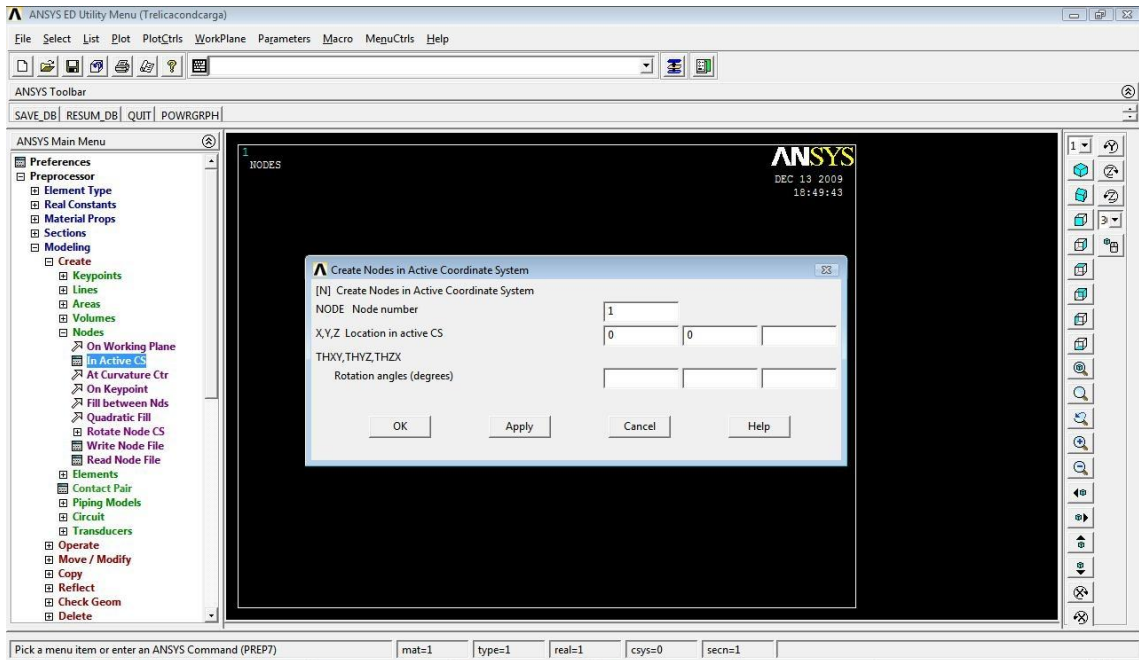 ANSYS ED Utility Menu (Trelicacondcarga)
File Select List Plot PlotCtrls WorkPlane Parameters Macro MenuCtrls Help
ANSYS Toolbar
SAVE_DB RESUM_DB QUIT POWRGRPH
ANSYS Main Menu
Preferences
Preprocessor
Element Type
Real Constants
Material Props
Sections
Modeling
Create
Keypoints
Lines
Areas
Volumes
Nodes
On Working Plane
In Active CS
At Curvature Ctr
On Keypoint
Fill between Nds
Quadratic Fill
Rotate Node CS
Write Node File
Read Node File
Elements
Contact Pair
Piping Models
Circuit
Transducers
Operate
Move / Modify
Copy
Reflect
Check Geom
Delete
1
NODES
ANSYS
DEC 13 2009
18:49:43
Create Nodes in Active Coordinate System
[N] Create Nodes in Active Coordinate System
NODE Node number 1
X,Y,Z Location in active CS 0 0
THXY,THYZ,THZX
Rotation angles (degrees)
OK Apply Cancel Help
1
3
Pick a menu item or enter an ANSYS Command (PREP7) mat=1 type=1 real=1 csys=0 secn=1